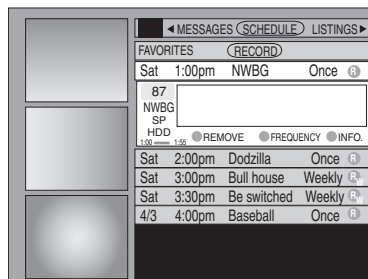 ◀MESSAGES SCHEDULE LISTINGS▶
FAVORITES RECORD
Sat 1:00pm NWBG Once R
87
NWBG
SP
HDD
1:00 1:55 REMOVE FREQUENCY INFO.
Sat 2:00pm Dodzilla Once R
Sat 3:00pm Bull house Weekly RW
Sat 3:30pm Be switched Weekly RW
4/3 4:00pm Baseball Once R